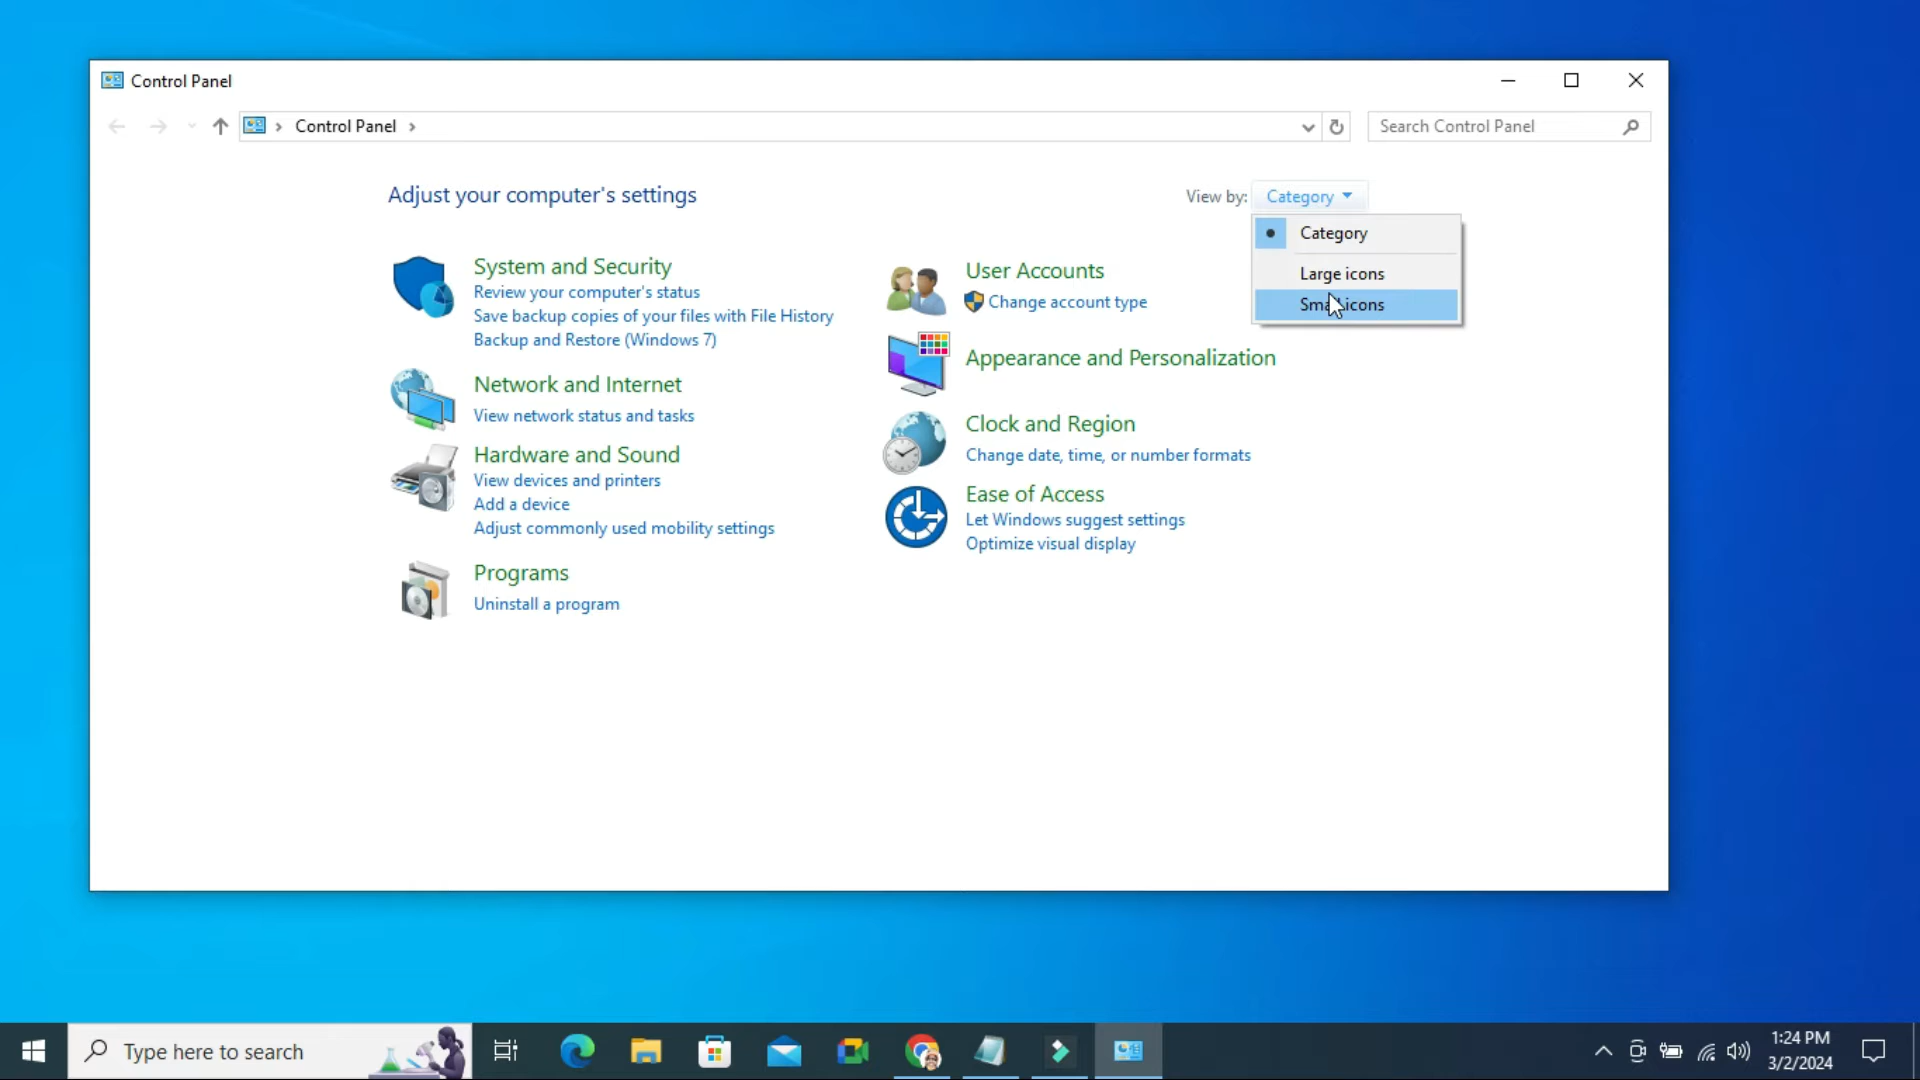 Control Panel
Control Panel
Search Control Panel
Adjust your computer's settings
View by: Category
Category
Large icons
Small icons
System and Security
Review your computer's status
Save backup copies of your files with File History
Backup and Restore (Windows 7)
Network and Internet
View network status and tasks
Hardware and Sound
View devices and printers
Add a device
Adjust commonly used mobility settings
Programs
Uninstall a program
User Accounts
Change account type
Appearance and Personalization
Clock and Region
Change date, time, or number formats
Ease of Access
Let Windows suggest settings
Optimize visual display
Type here to search
1:24 PM
3/2/2024